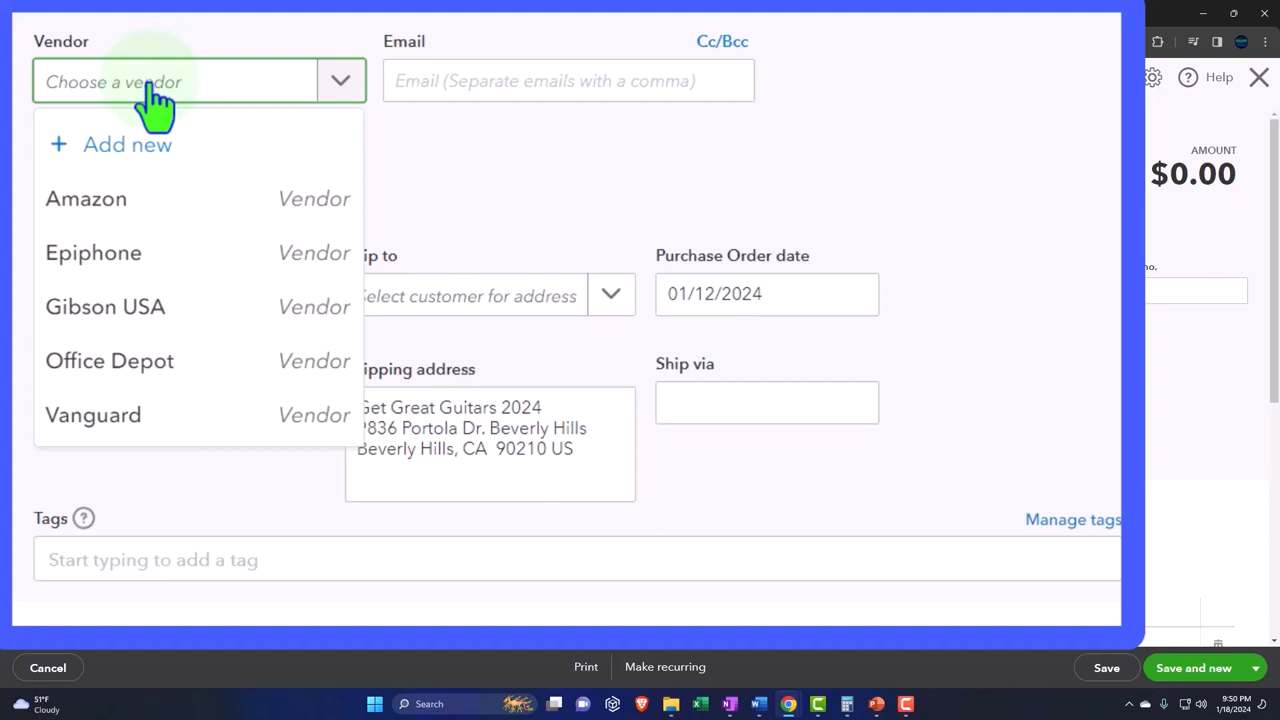 Vendor
Email
Cc/Bcc
Choose a vendor
Email (Separate emails with a comma)
Help
+ Add new
AMOUNT
$0.00
Amazon Vendor
Epiphone Vendor
Gibson USA Vendor
Office Depot Vendor
Vanguard Vendor
ip to
Purchase Order date
no.
elect customer for address
01/12/2024
ipping address
Ship via
Get Great Guitars 2024
9836 Portola Dr. Beverly Hills
Beverly Hills, CA 90210 US
Tags ?
Manage tags
Start typing to add a tag
Cancel
Print
Make recurring
Save
Save and new
51°F
Cloudy
Search
9:50 PM
1/18/2024